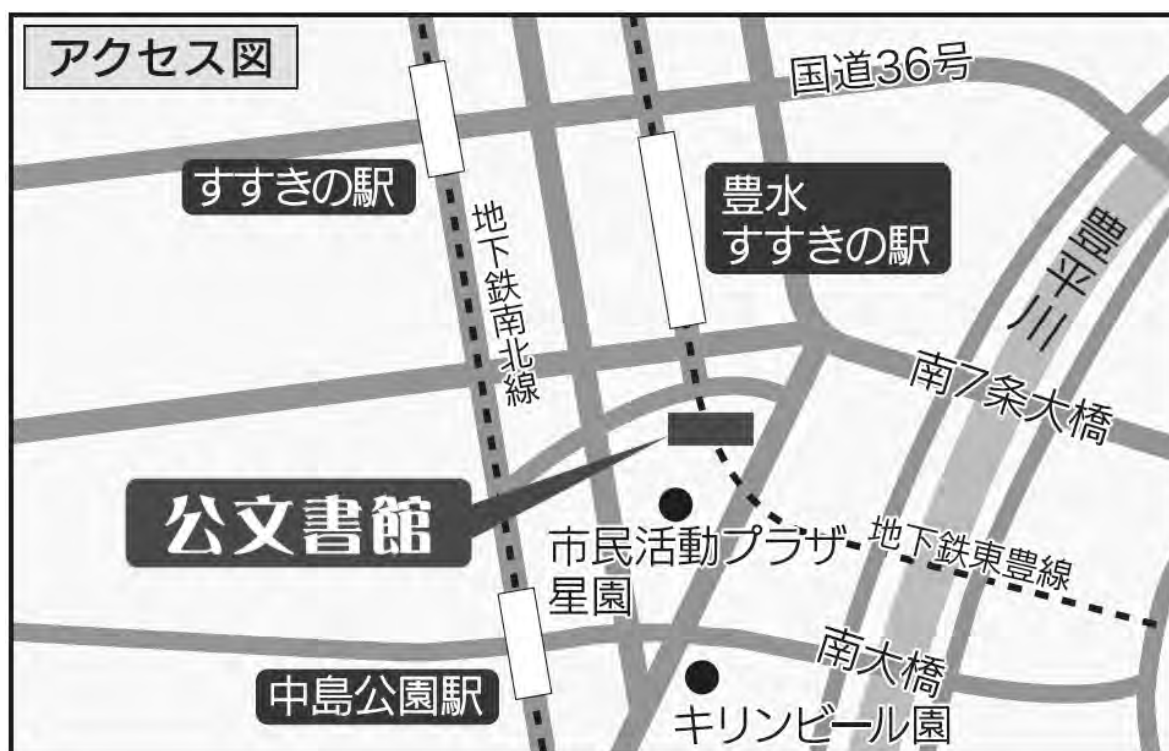 アクセス図
国道36号
すすきの駅
豊水
すすきの駅
地下鉄南北線
豊平川
南7条大橋
公文書館
市民活動プラザ
星園
地下鉄東豊線
中島公園駅
南大橋
キリンビール園